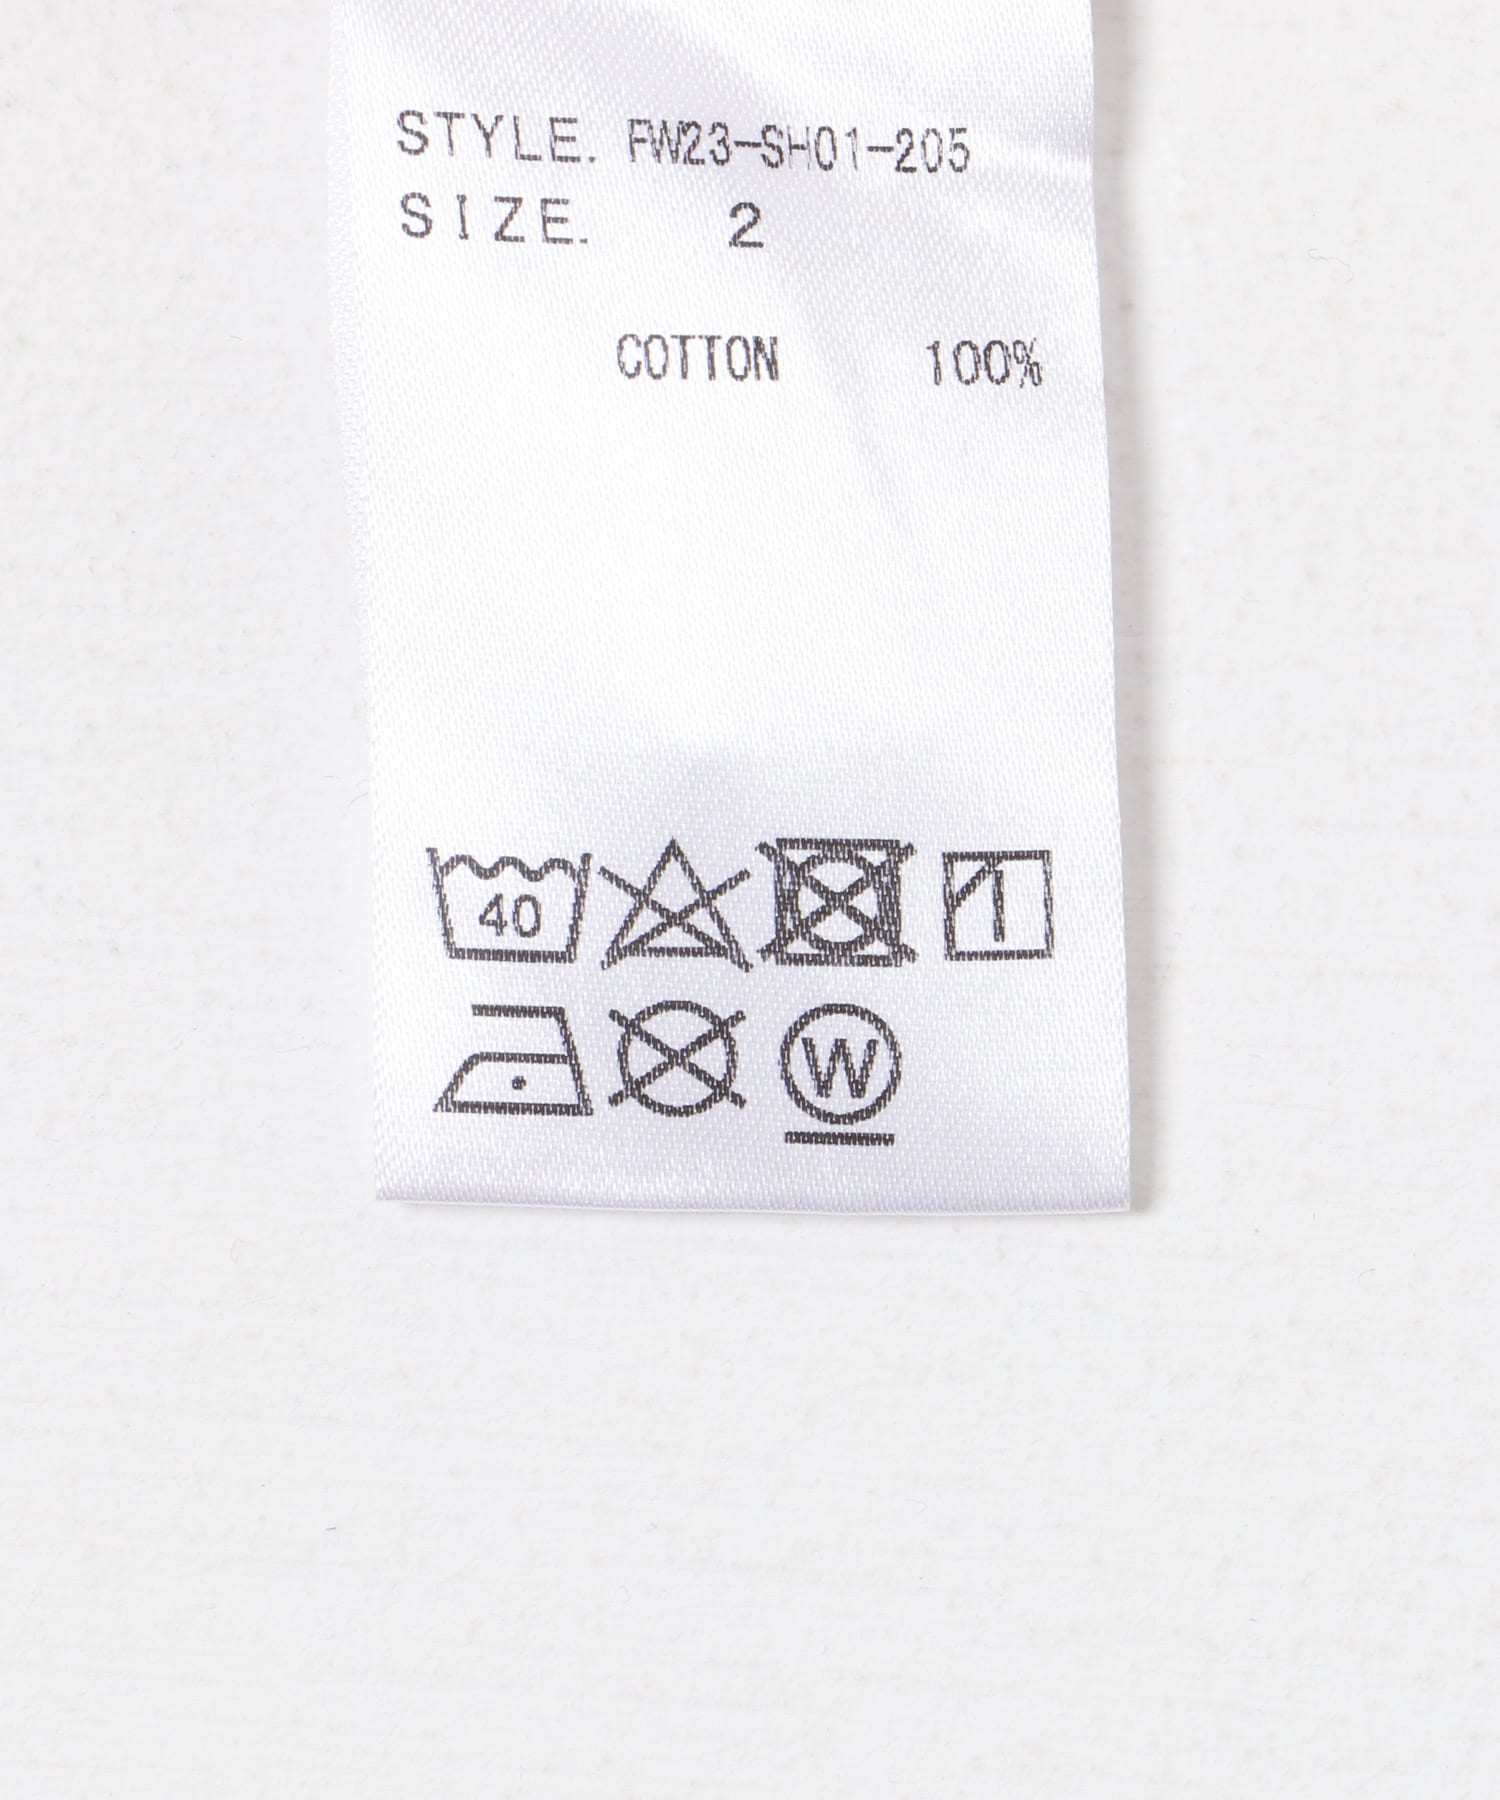 STYLE. FW23-SH01-205
SIZE. 2
COTTON 100%
40
W